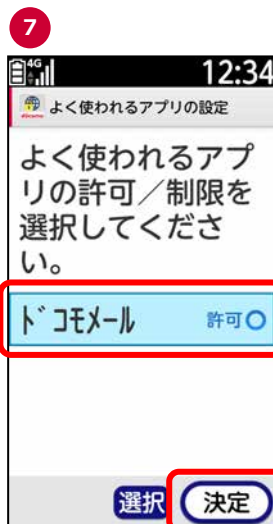 7
4G 12:34
よく使われるアプリの設定
よく使われるアプ
リの許可／制限を
選択してくださ
い。
ドコモメール 許可○
選択 決定